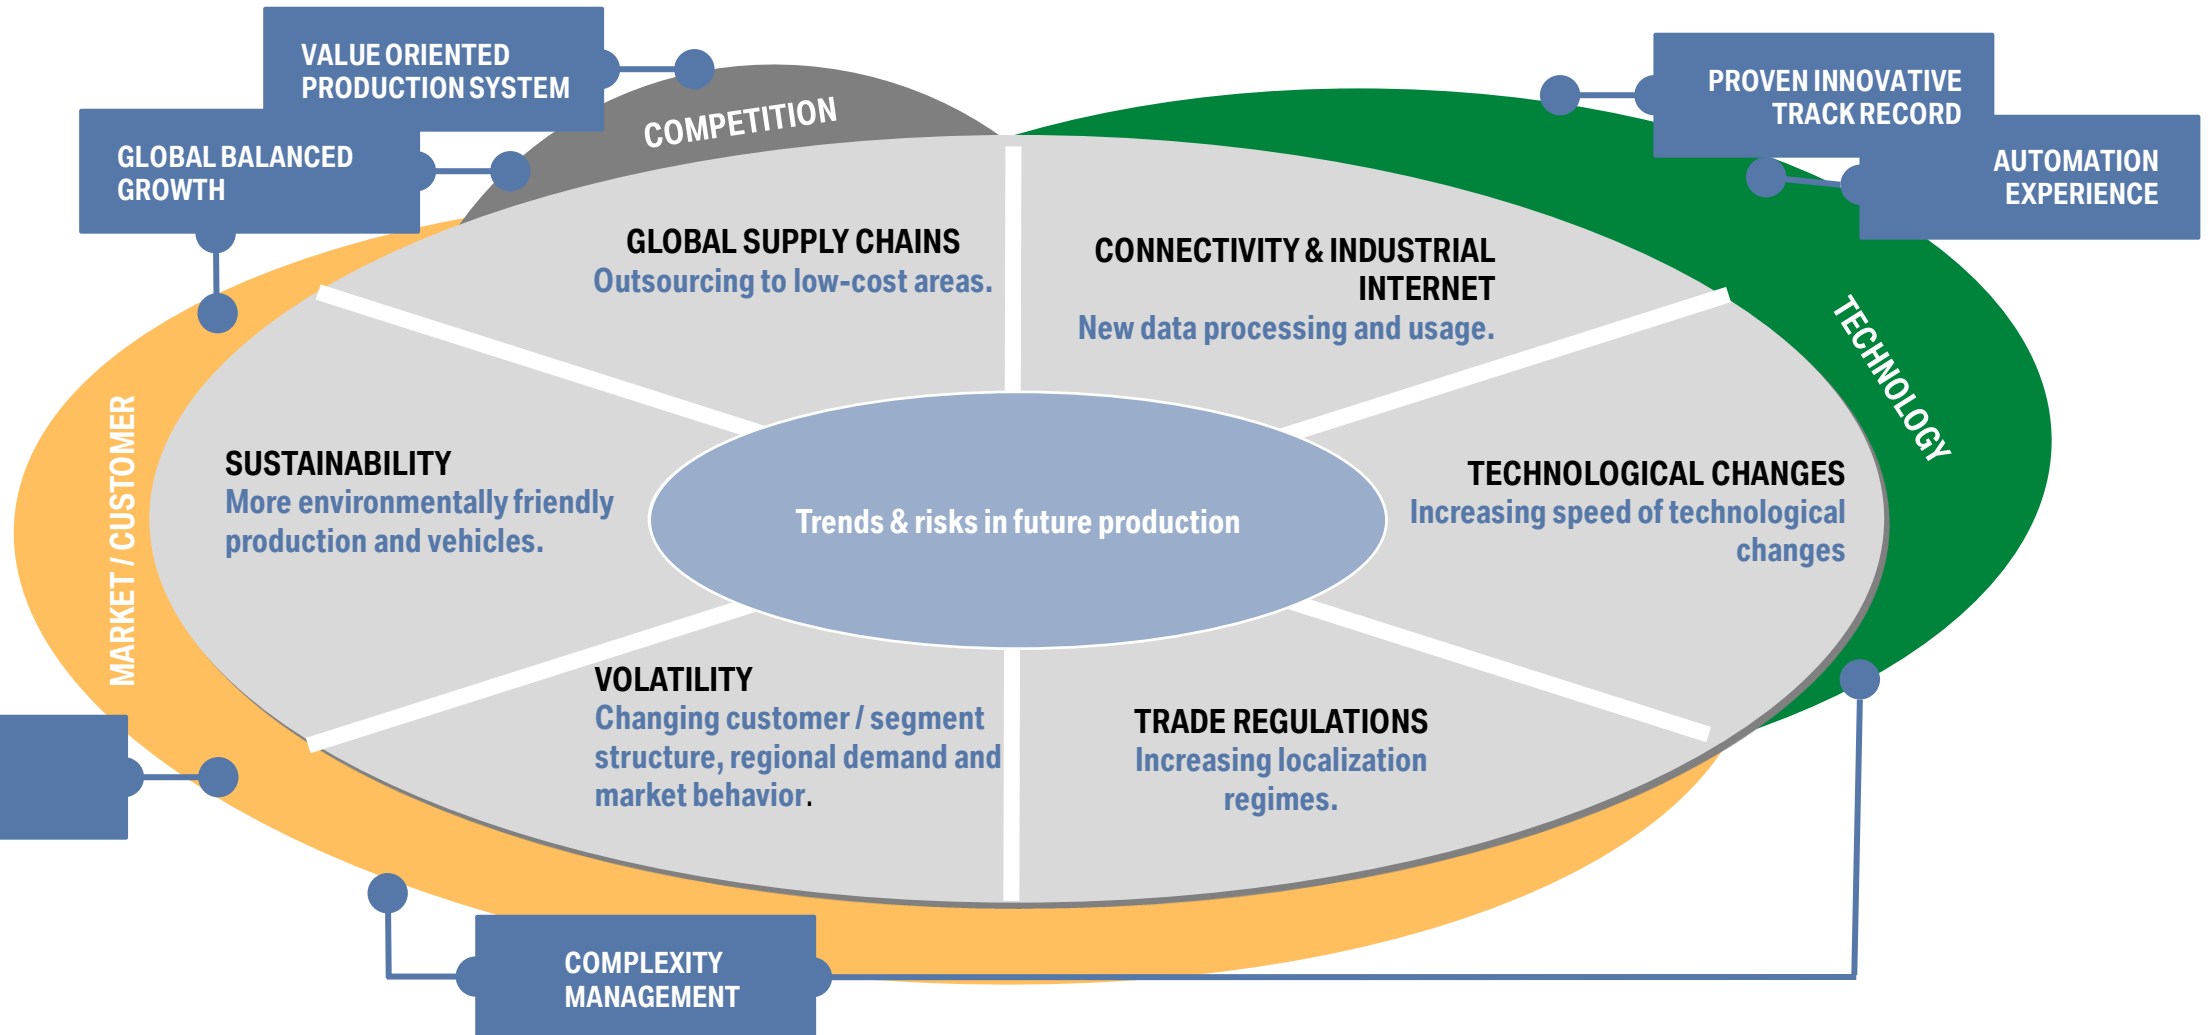 VALUE ORIENTED
PRODUCTION SYSTEM
GLOBAL BALANCED
GROWTH
COMPETITION
PROVEN INNOVATIVE
TRACK RECORD
AUTOMATION
EXPERIENCE
GLOBAL SUPPLY CHAINS
Outsourcing to low-cost areas.
CONNECTIVITY & INDUSTRIAL
INTERNET
New data processing and usage.
TECHNOLOGY
MARKET / CUSTOMER
SUSTAINABILITY
More environmentally friendly
production and vehicles.
Trends & risks in future production
TECHNOLOGICAL CHANGES
Increasing speed of technological
changes
VOLATILITY
Changing customer / segment
structure, regional demand and
market behavior.
TRADE REGULATIONS
Increasing localization
regimes.
COMPLEXITY
MANAGEMENT